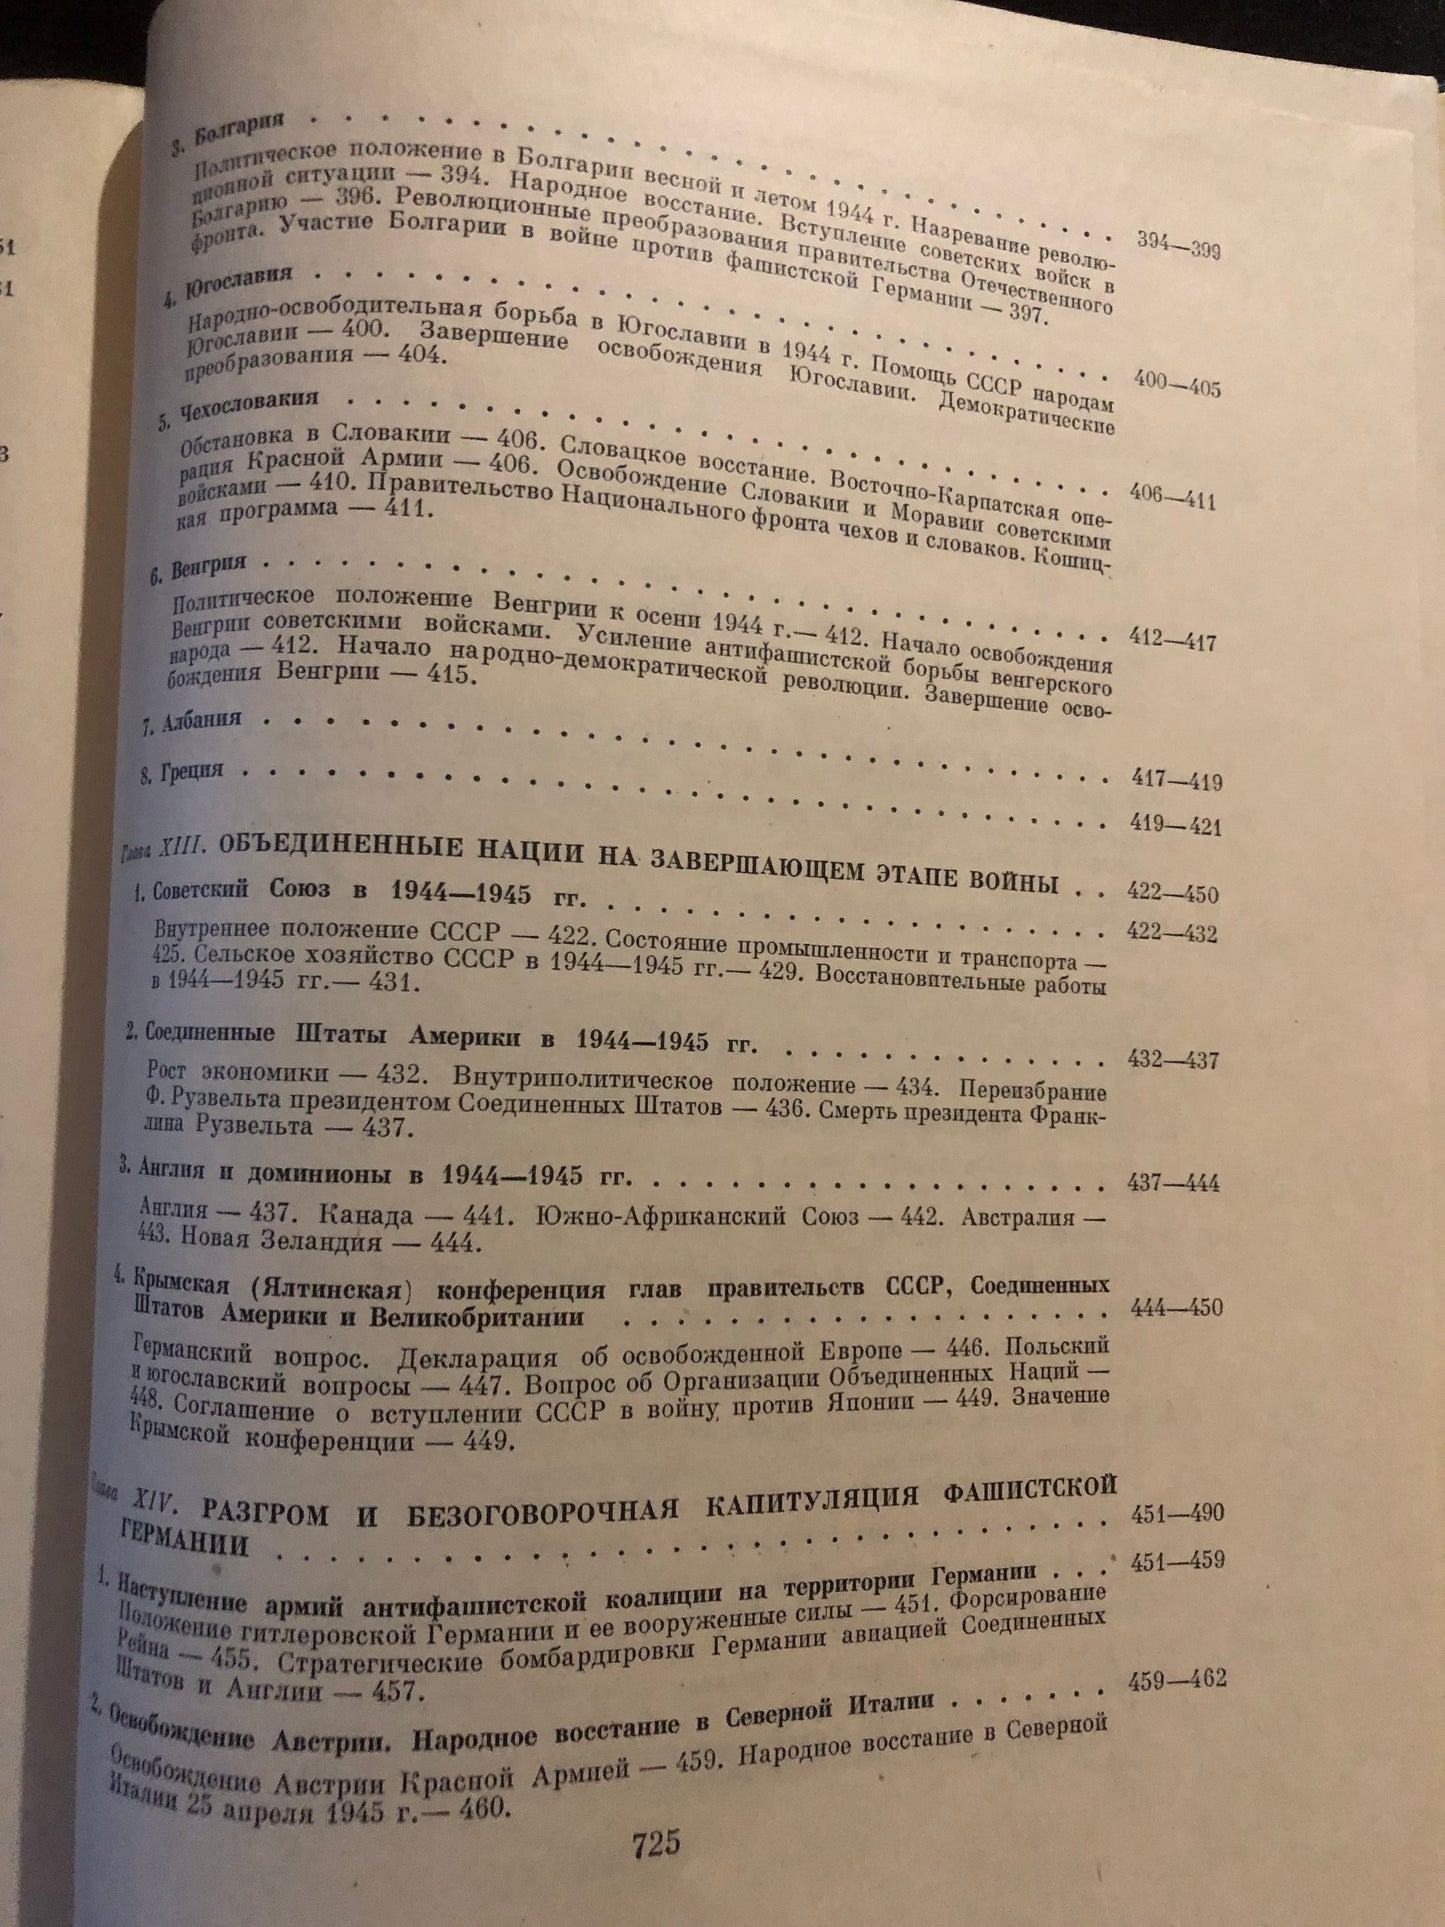 3. Болгария . . . . . . . . . . . . . . . . . . . . . . . . 394—399
Политическое положение в Болгарии весной и летом 1944 г. Назревание револю-
ционной ситуации — 394. Народное восстание. Вступление советских войск в
Болгарию — 396. Революционные преобразования правительства Отечественного
фронта. Участие Болгарии в войне против фашистской Германии — 397.
4. Югославия . . . . . . . . . . . . . . . . . . . . . . . . 400—405
Народно-освободительная борьба в Югославии в 1944 г. Помощь СССР народам
Югославии — 400. Завершение освобождения Югославии. Демократические
преобразования — 404.
5. Чехословакия . . . . . . . . . . . . . . . . . . . . . . . 406—411
Обстановка в Словакии — 406. Словацкое восстание. Восточно-Карпатская опе-
рация Красной Армии — 406. Освобождение Словакии и Моравии советскими
войсками — 410. Правительство Национального фронта чехов и словаков. Кошиц-
кая программа — 411.
6. Венгрия . . . . . . . . . . . . . . . . . . . . . . . . . 412—417
Политическое положение Венгрии к осени 1944 г.— 412. Начало освобождения
Венгрии советскими войсками. Усиление антифашистской борьбы венгерского
народа — 412. Начало народно-демократической революции. Завершение осво-
бождения Венгрии — 415.
7. Албания . . . . . . . . . . . . . . . . . . . . . . . . . 417—419
8. Греция . . . . . . . . . . . . . . . . . . . . . . . . . . 419—421
Глава XIII. ОБЪЕДИНЕННЫЕ НАЦИИ НА ЗАВЕРШАЮЩЕМ ЭТАПЕ ВОЙНЫ . . 422—450
1. Советский Союз в 1944—1945 гг. . . . . . . . . . . . . . . . 422—432
Внутреннее положение СССР — 422. Состояние промышленности и транспорта —
425. Сельское хозяйство СССР в 1944—1945 гг.— 429. Восстановительные работы
в 1944—1945 гг.— 431.
2. Соединенные Штаты Америки в 1944—1945 гг. . . . . . . . . . . 432—437
Рост экономики — 432. Внутриполитическое положение — 434. Переизбрание
Ф. Рузвельта президентом Соединенных Штатов — 436. Смерть президента Франк-
лина Рузвельта — 437.
3. Англия и доминионы в 1944—1945 гг. . . . . . . . . . . . . . . 437—444
Англия — 437. Канада — 441. Южно-Африканский Союз — 442. Австралия —
443. Новая Зеландия — 444.
4. Крымская (Ялтинская) конференция глав правительств СССР, Соединенных
Штатов Америки и Великобритании . . . . . . . . . . . . . . . 444—450
Германский вопрос. Декларация об освобожденной Европе — 446. Польский
и югославский вопросы — 447. Вопрос об Организации Объединенных Наций —
448. Соглашение о вступлении СССР в войну против Японии — 449. Значение
Крымской конференции — 449.
Глава XIV. РАЗГРОМ И БЕЗОГОВОРОЧНАЯ КАПИТУЛЯЦИЯ ФАШИСТСКОЙ
ГЕРМАНИИ . . . . . . . . . . . . . . . . . . . . . . . . . . 451—490
1. Наступление армий антифашистской коалиции на территории Германии . . . 451—459
Положение гитлеровской Германии и ее вооруженные силы — 451. Форсирование
Рейна — 455. Стратегические бомбардировки Германии авиацией Соединенных
Штатов и Англии — 457.
2. Освобождение Австрии. Народное восстание в Северной Италии . . . . . . . 459—462
Освобождение Австрии Красной Армией — 459. Народное восстание в Северной
Италии 25 апреля 1945 г.— 460.
725